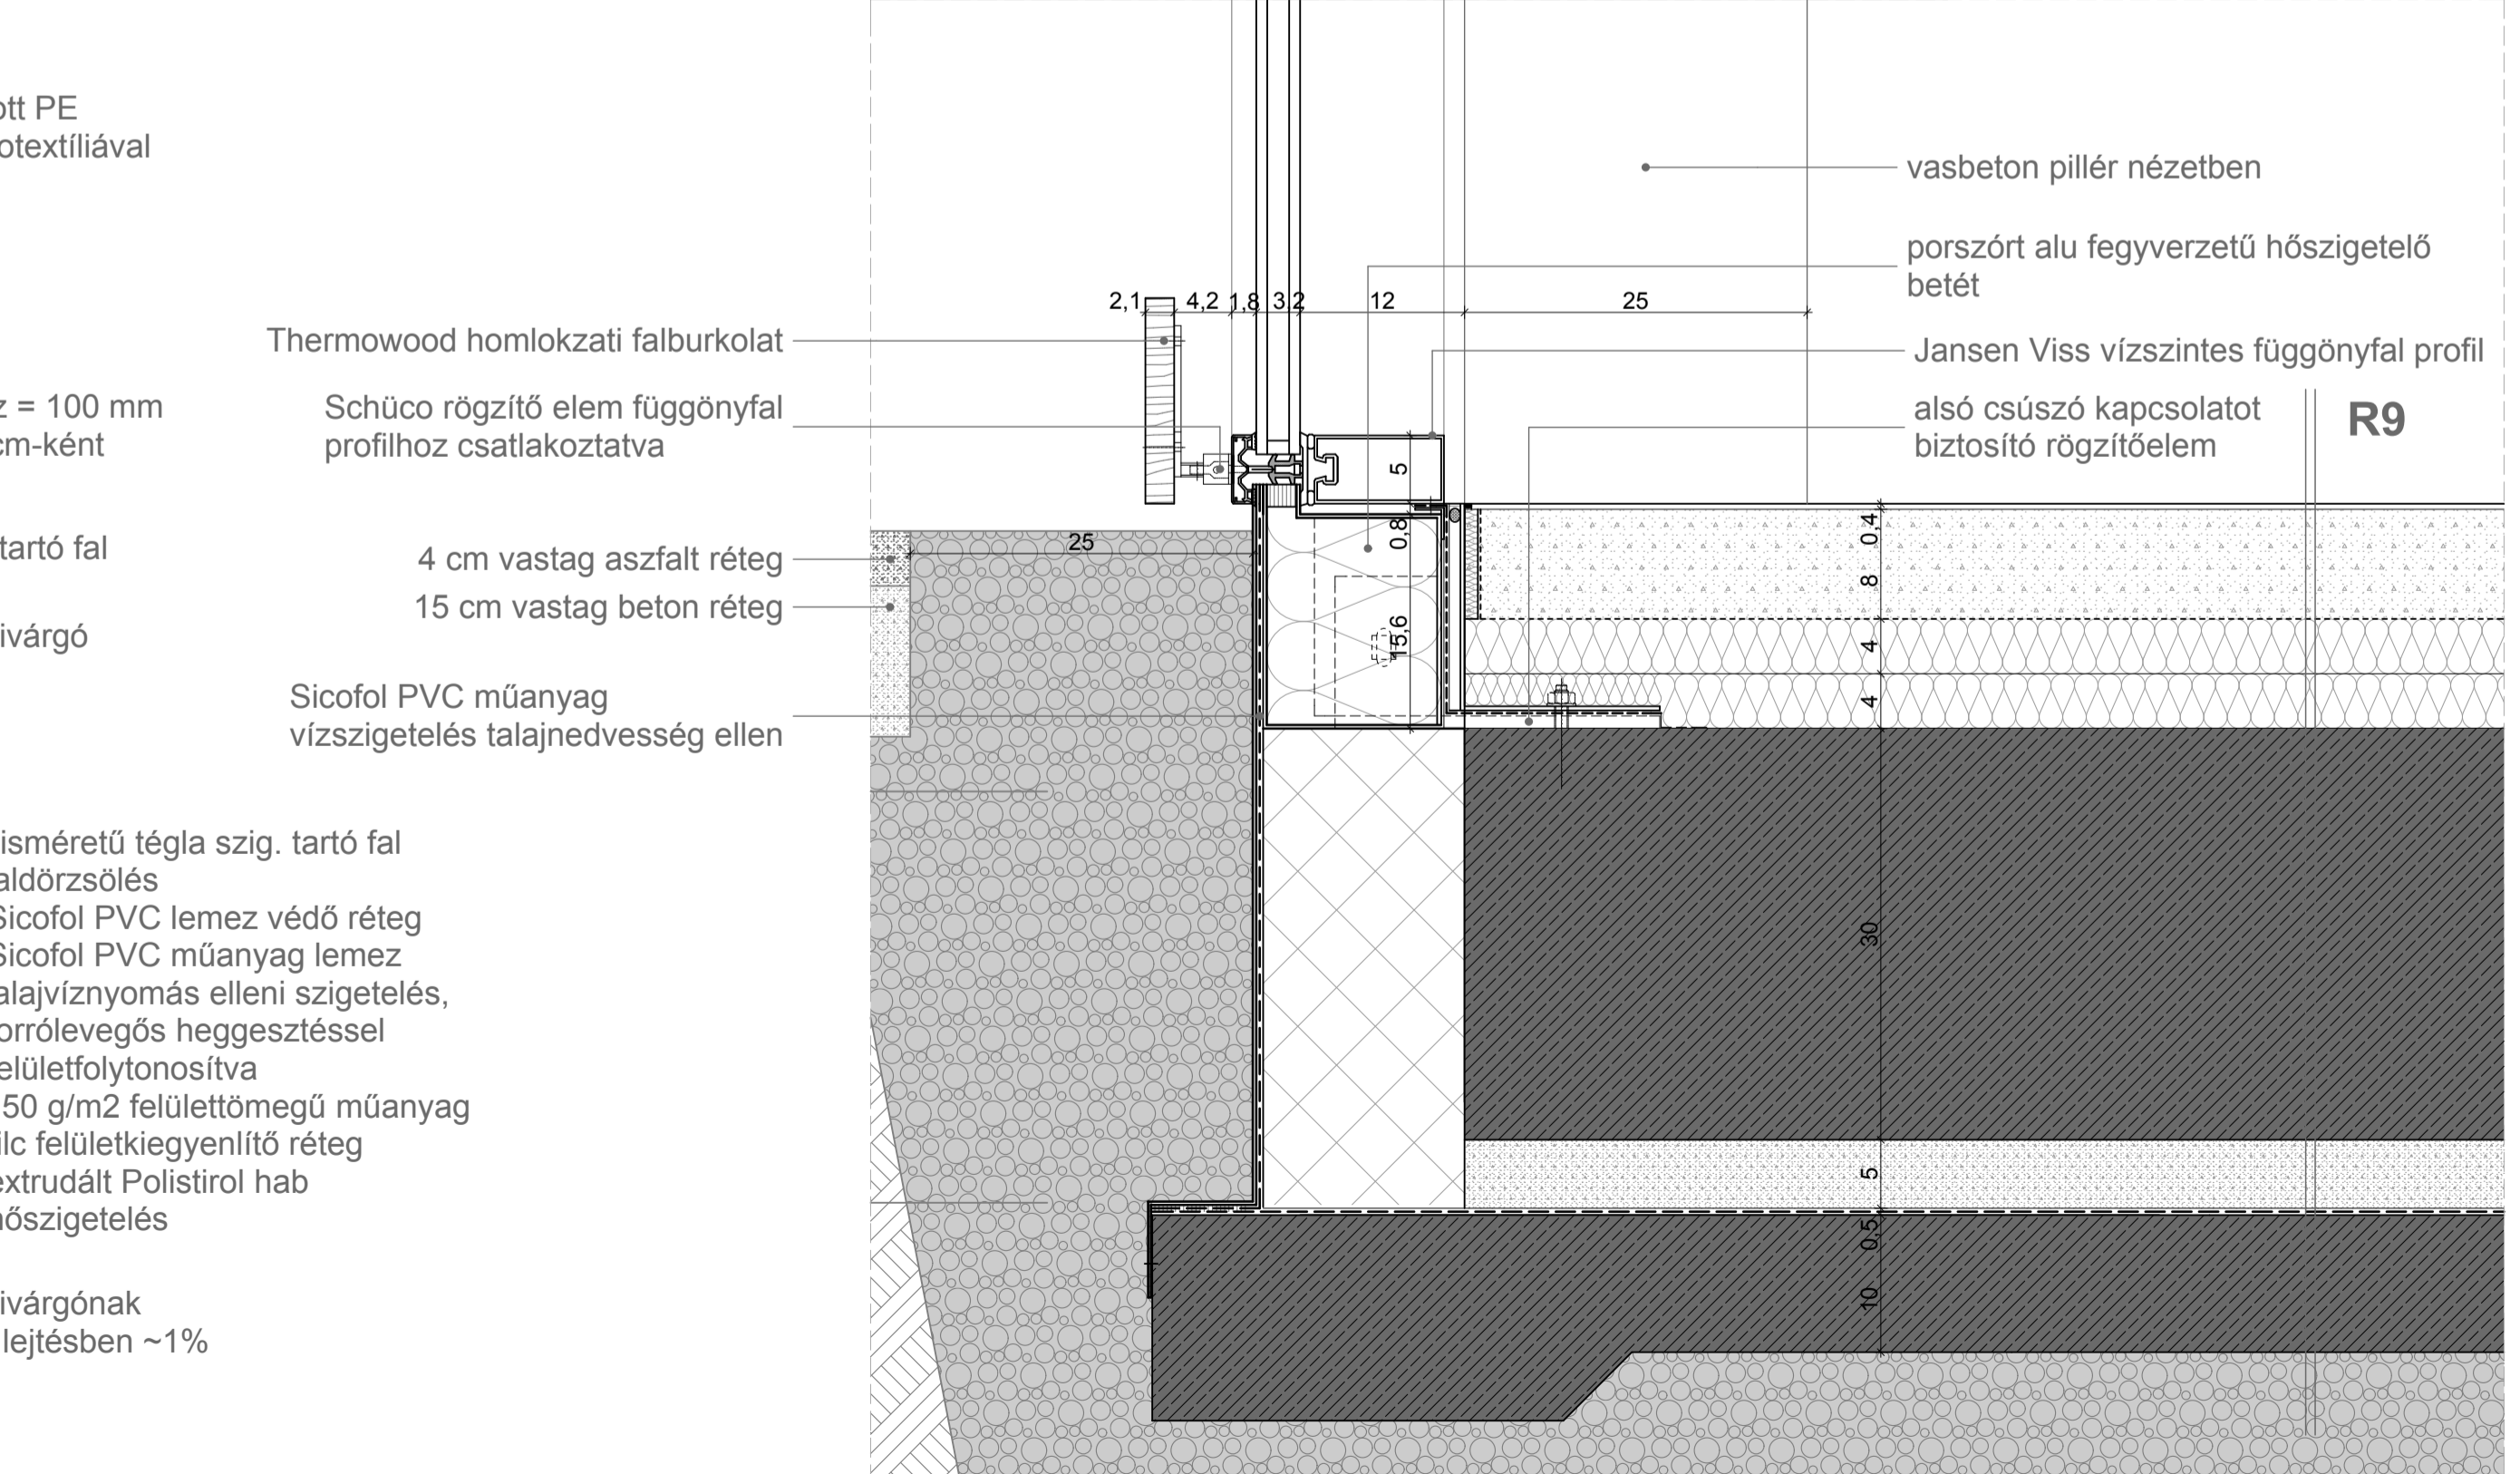 ott PE
otextíliával
z = 100 mm
cm-ként
tartó fal
ivárgó
isméretű tégla szig. tartó fal
aldörzsölés
Sicofol PVC lemez védő réteg
Sicofol PVC műanyag lemez
alajvíznyomás elleni szigetelés,
orrólevegős heggesztéssel
elületfolytonosítva
50 g/m2 felülettömegű műanyag
ilc felületkiegyenlítő réteg
extrudált Polistirol hab
hőszigetelés
ivárgónak
lejtésben ~1%
Thermowood homlokzati falburkolat
Schüco rögzítő elem függönyfal
profilhoz csatlakoztatva
4 cm vastag aszfalt réteg
15 cm vastag beton réteg
Sicofol PVC műanyag
vízszigetelés talajnedvesség ellen
2,1 4,2 1,8 3,2 12 25
25
5
0,8
15,6
0,4
8
4
4
30
5
0,5
10
vasbeton pillér nézetben
porszórt alu fegyverzetű hőszigetelő
betét
Jansen Viss vízszintes függönyfal profil
alsó csúszó kapcsolatot
biztosító rögzítőelem
R9